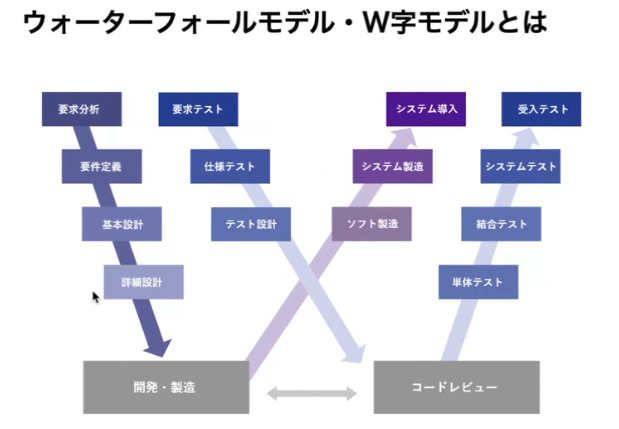 ウォーターフォールモデル・W字モデルとは
要求分析
要求テスト
システム導入
受入テスト
要件定義
仕様テスト
システム製造
システムテスト
基本設計
テスト設計
ソフト製造
結合テスト
詳細設計
単体テスト
開発・製造
コードレビュー